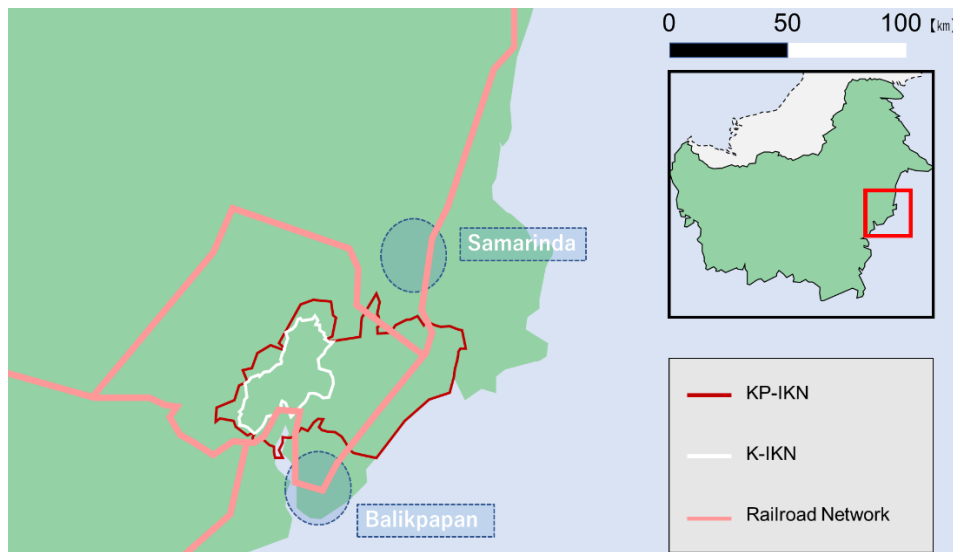 0 50 100 【km】
Samarinda
Balikpapan
KP-IKN
K-IKN
Railroad Network